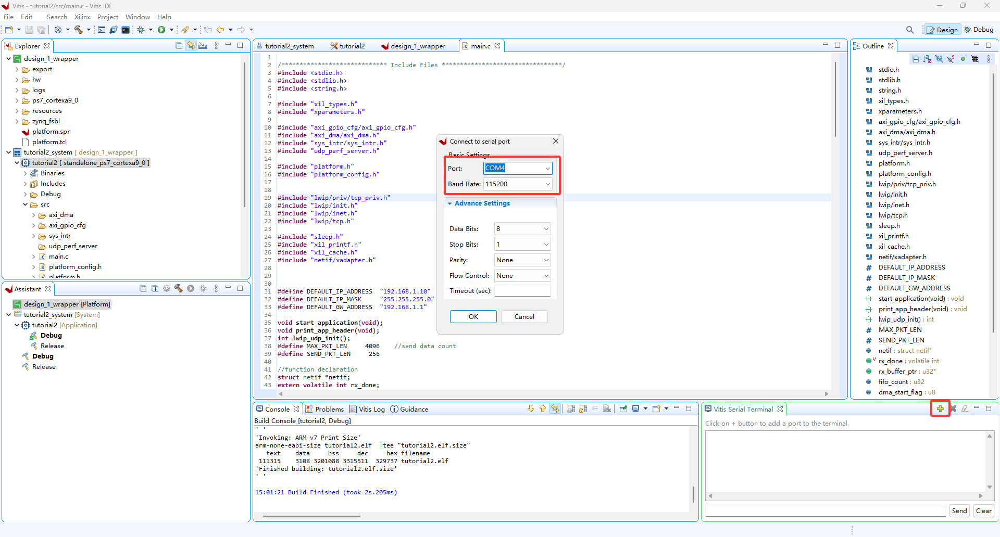 Vitis - tutorial2/src/main.c - Vitis IDE
File Edit Search Xilinx Project Window Help
Design Debug
Explorer
design_1_wrapper
export
hw
logs
ps7_cortexa9_0
resources
zynq_fsbl
platform.spr
platform.tcl
tutorial2_system [ design_1_wrapper ]
tutorial2 [ standalone_ps7_cortexa9_0 ]
Binaries
Includes
Debug
src
axi_dma
axi_gpio_cfg
sys_intr
udp_perf_server
main.c
platform_config.h
platform.h
Assistant
design_1_wrapper [Platform]
tutorial2_system [System]
tutorial2 [Application]
Debug
Release
Debug
Release
tutorial2_system tutorial2 design_1_wrapper main.c
1
2 /***************************** Include Files *********************************/
3 #include <stdio.h>
4 #include <stdlib.h>
5 #include <string.h>
6
7 #include "xil_types.h"
8 #include "xparameters.h"
9
10 #include "axi_gpio_cfg/axi_gpio_cfg.h"
11 #include "axi_dma/axi_dma.h"
12 #include "sys_intr/sys_intr.h"
13 #include "udp_perf_server.h"
14
15 #include "platform.h"
16 #include "platform_config.h"
17
18
19 #include "lwip/priv/tcp_priv.h"
20 #include "lwip/init.h"
21 #include "lwip/inet.h"
22 #include "lwip/tcp.h"
23
24 #include "sleep.h"
25 #include "xil_printf.h"
26 #include "xil_cache.h"
27 #include "netif/xadapter.h"
28
29
30
31 #define DEFAULT_IP_ADDRESS "192.168.1.10"
32 #define DEFAULT_IP_MASK "255.255.255.0"
33 #define DEFAULT_GW_ADDRESS "192.168.1.1"
34
35 void start_application(void);
36 void print_app_header(void);
37 int lwip_udp_init();
38 #define MAX_PKT_LEN 4096 //send data count
39 #define SEND_PKT_LEN 256
40
41 //function declaration
42 struct netif *netif;
43 extern volatile int rx_done;
Connect to serial port
Basic Settings
Port: COM4
Baud Rate: 115200
Advance Settings
Data Bits: 8
Stop Bits: 1
Parity: None
Flow Control: None
Timeout (sec):
OK Cancel
Outline
stdio.h
stdlib.h
string.h
xil_types.h
xparameters.h
axi_gpio_cfg/axi_gpio_cfg.h
axi_dma/axi_dma.h
sys_intr/sys_intr.h
udp_perf_server.h
platform.h
platform_config.h
lwip/priv/tcp_priv.h
lwip/init.h
lwip/inet.h
lwip/tcp.h
sleep.h
xil_printf.h
xil_cache.h
netif/xadapter.h
DEFAULT_IP_ADDRESS
DEFAULT_IP_MASK
DEFAULT_GW_ADDRESS
start_application(void) : void
print_app_header(void) : void
lwip_udp_init() : int
MAX_PKT_LEN
SEND_PKT_LEN
netif : struct netif*
rx_done : volatile int
rx_buffer_ptr : u32*
fifo_count : u32
dma_start_flag : u8
Console Problems Vitis Log Guidance
Build Console [tutorial2, Debug]
' '
'Invoking: ARM v7 Print Size'
arm-none-eabi-size tutorial2.elf |tee "tutorial2.elf.size"
text data bss dec hex filename
111315 3108 3201088 3315511 329737 tutorial2.elf
'Finished building: tutorial2.elf.size'
' '
15:01:21 Build Finished (took 2s.205ms)
Vitis Serial Terminal
Click on + button to add a port to the terminal.
Send Clear